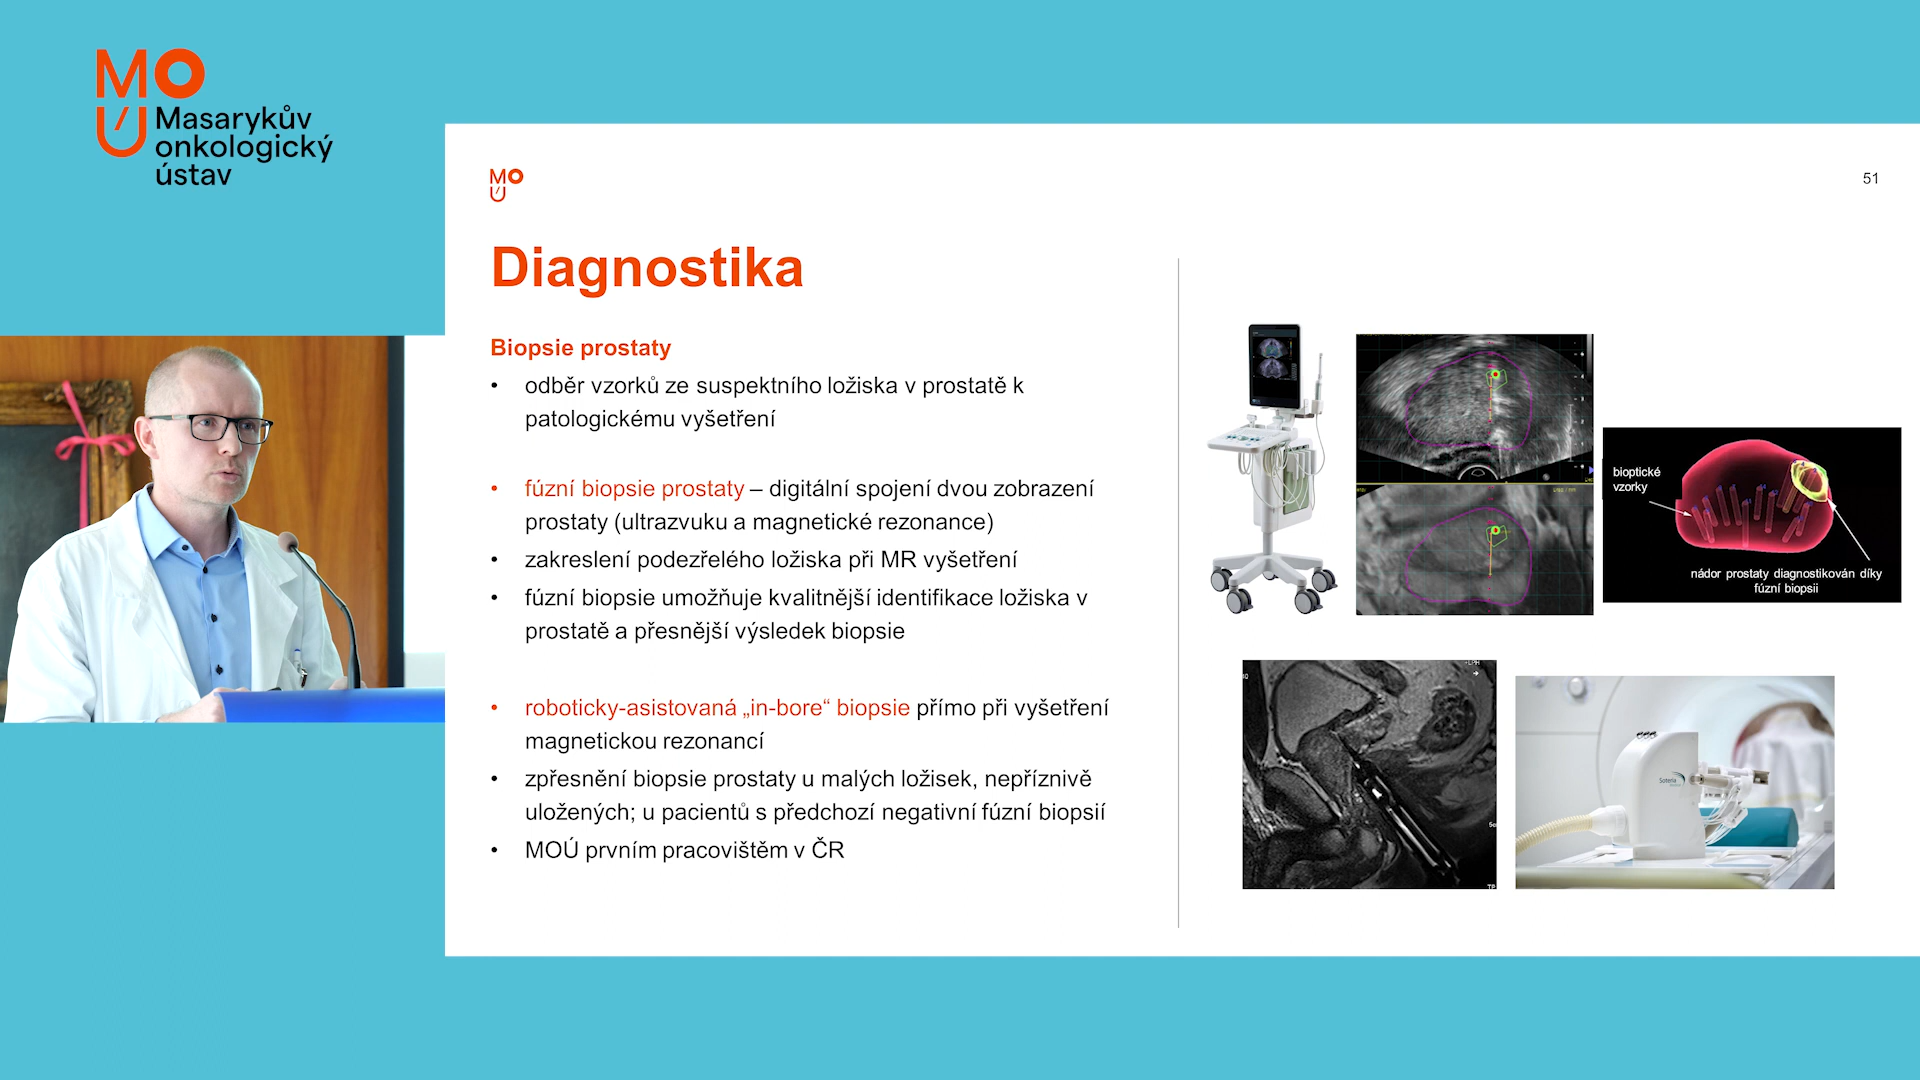 MOÚ
Masarykův
onkologický
ústav
MOÚ
51
Diagnostika
Biopsie prostaty
• odběr vzorků ze suspektního ložiska v prostatě k
patologickému vyšetření
• fúzní biopsie prostaty – digitální spojení dvou zobrazení
prostaty (ultrazvuku a magnetické rezonance)
• zakreslení podezřelého ložiska při MR vyšetření
• fúzní biopsie umožňuje kvalitnější identifikace ložiska v
prostatě a přesnější výsledek biopsie
• roboticky-asistovaná „in-bore“ biopsie přímo při vyšetření
magnetickou rezonancí
• zpřesnění biopsie prostaty u malých ložisek, nepříznivě
uložených; u pacientů s předchozí negativní fúzní biopsií
• MOÚ prvním pracovištěm v ČR
bioptické
vzorky
nádor prostaty diagnostikován díky
fúzní biopsii
Soteria